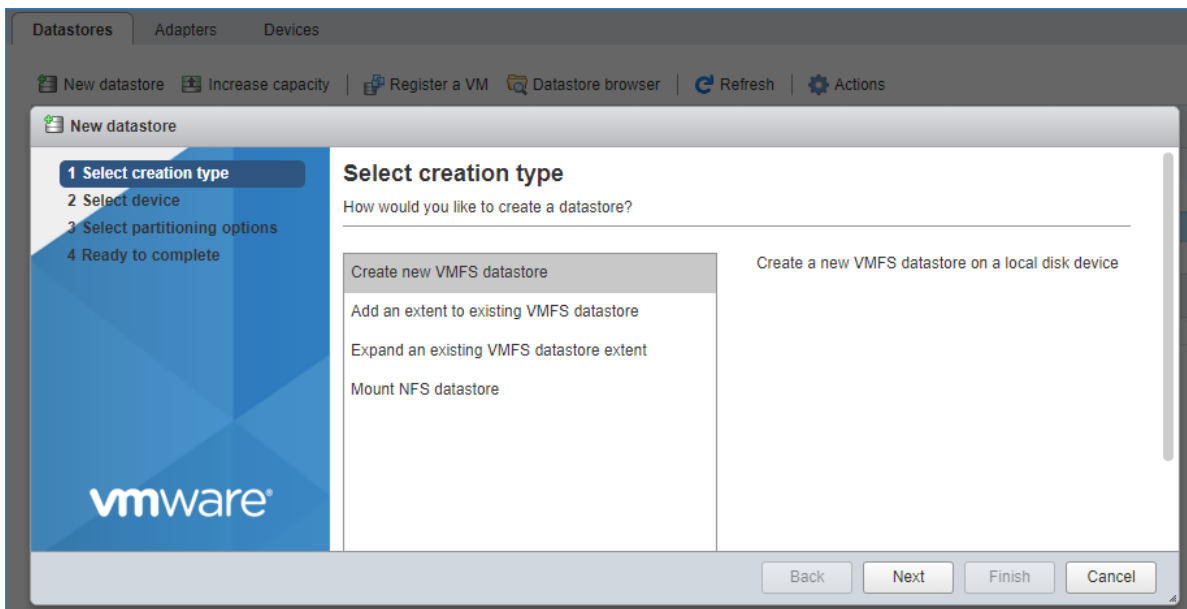 Datastores Adapters Devices
New datastore Increase capacity Register a VM Datastore browser Refresh Actions
New datastore
1 Select creation type
2 Select device
3 Select partitioning options
4 Ready to complete
vmware®
Select creation type
How would you like to create a datastore?
Create new VMFS datastore
Add an extent to existing VMFS datastore
Expand an existing VMFS datastore extent
Mount NFS datastore
Create a new VMFS datastore on a local disk device
Back Next Finish Cancel